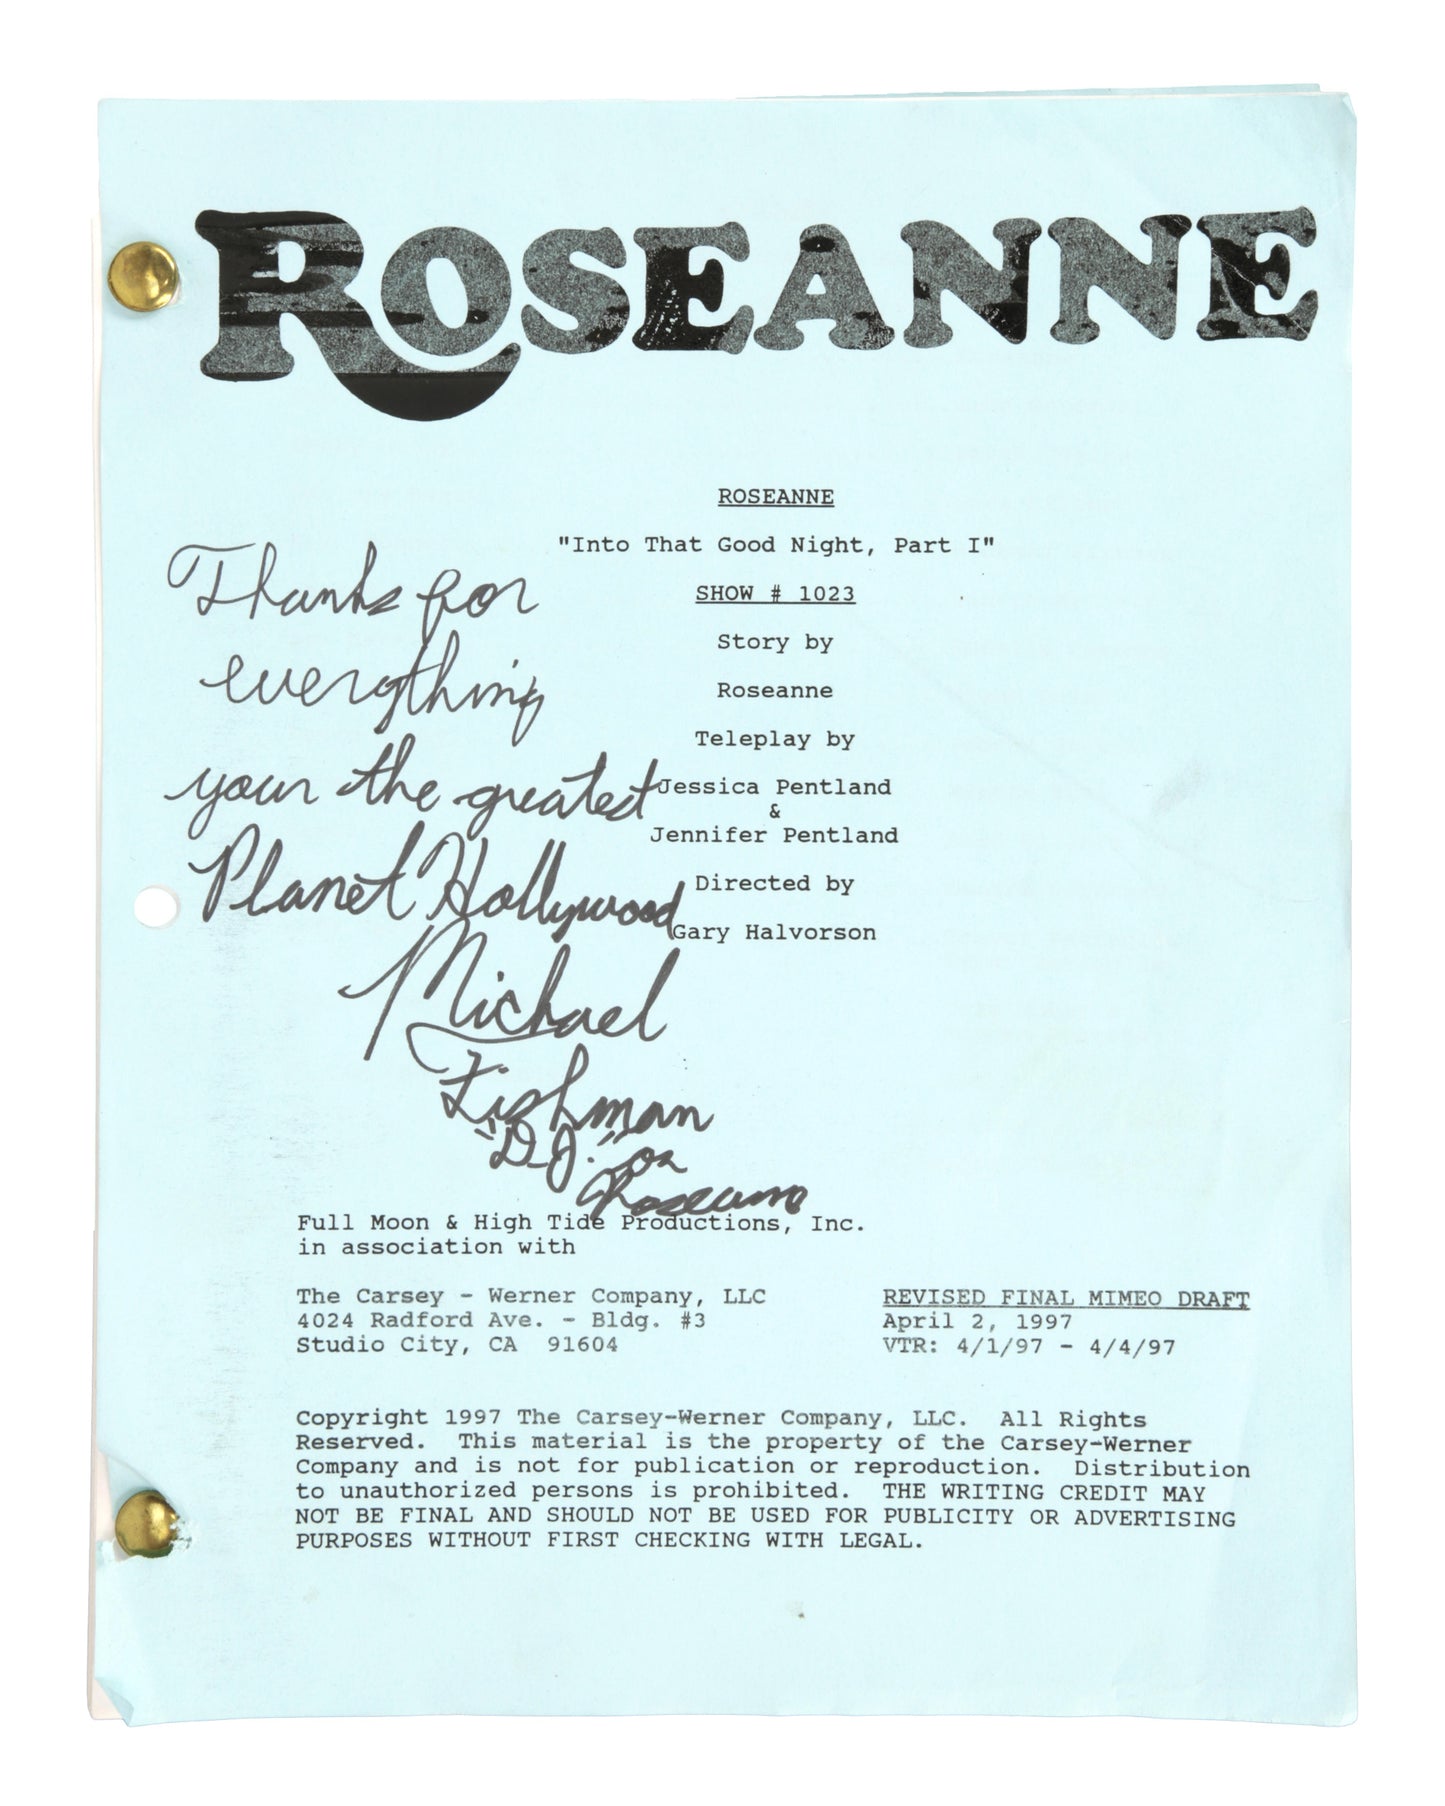 ROSEANNE
ROSEANNE
"Into That Good Night, Part I"
SHOW # 1023
Story by
Roseanne
Teleplay by
Jessica Pentland
&
Jennifer Pentland
Directed by
Gary Halvorson
Thanks for
everything
your the greatest
Planet Hollywood
Michael
Fishman
"D.J." on
Roseanne
Full Moon & High Tide Productions, Inc.
in association with
The Carsey - Werner Company, LLC
4024 Radford Ave. - Bldg. #3
Studio City, CA  91604
REVISED FINAL MIMEO DRAFT
April 2, 1997
VTR: 4/1/97 - 4/4/97
Copyright 1997 The Carsey-Werner Company, LLC.  All Rights
Reserved.  This material is the property of the Carsey-Werner
Company and is not for publication or reproduction.  Distribution
to unauthorized persons is prohibited.  THE WRITING CREDIT MAY
NOT BE FINAL AND SHOULD NOT BE USED FOR PUBLICITY OR ADVERTISING
PURPOSES WITHOUT FIRST CHECKING WITH LEGAL.